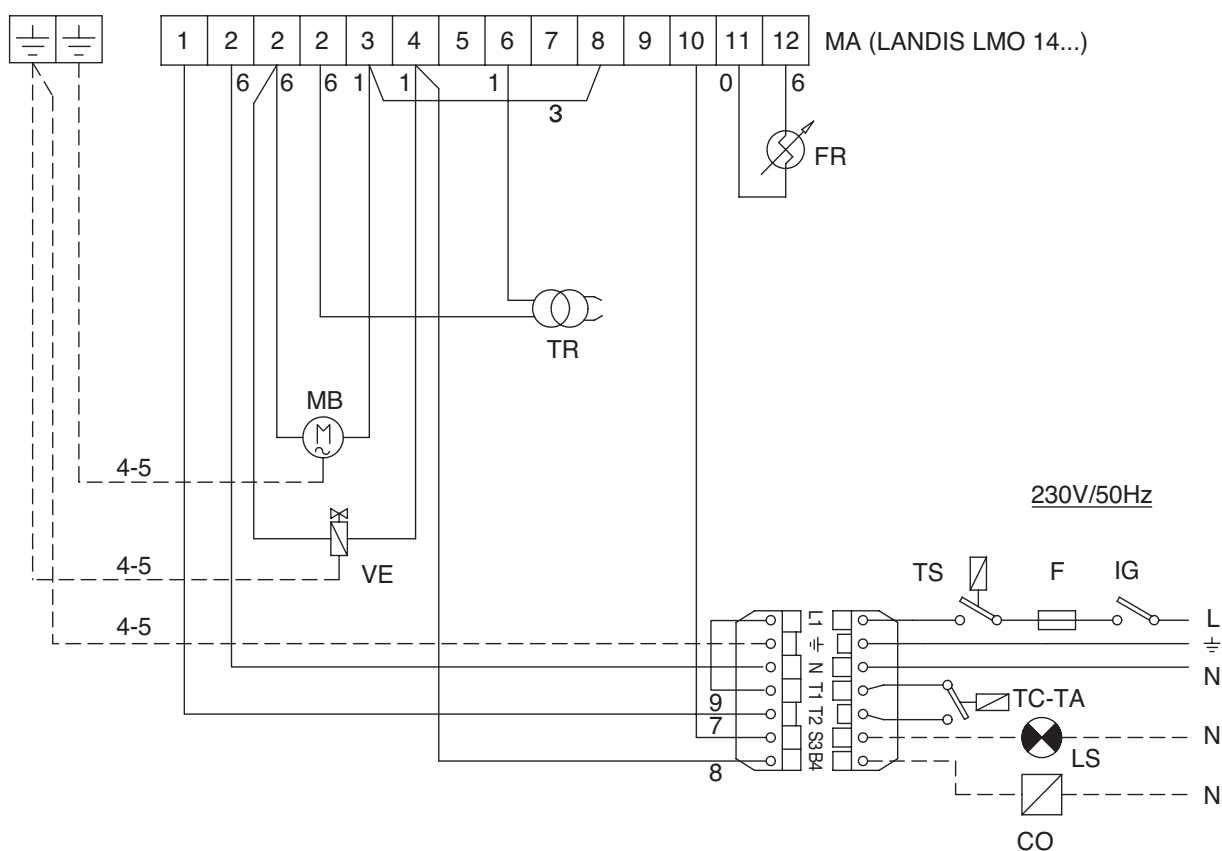 1 2 2 2 3 4 5 6 7 8 9 10 11 12 MA (LANDIS LMO 14...)
6 6 6 1 1 1 0 6
3
FR
TR
MB
M
4-5
230V/50Hz
VE
4-5
TS F IG
4-5
L1 L
N N
T1
9 TC-TA
T2
7
S3 N
LS
B4
8
N
CO